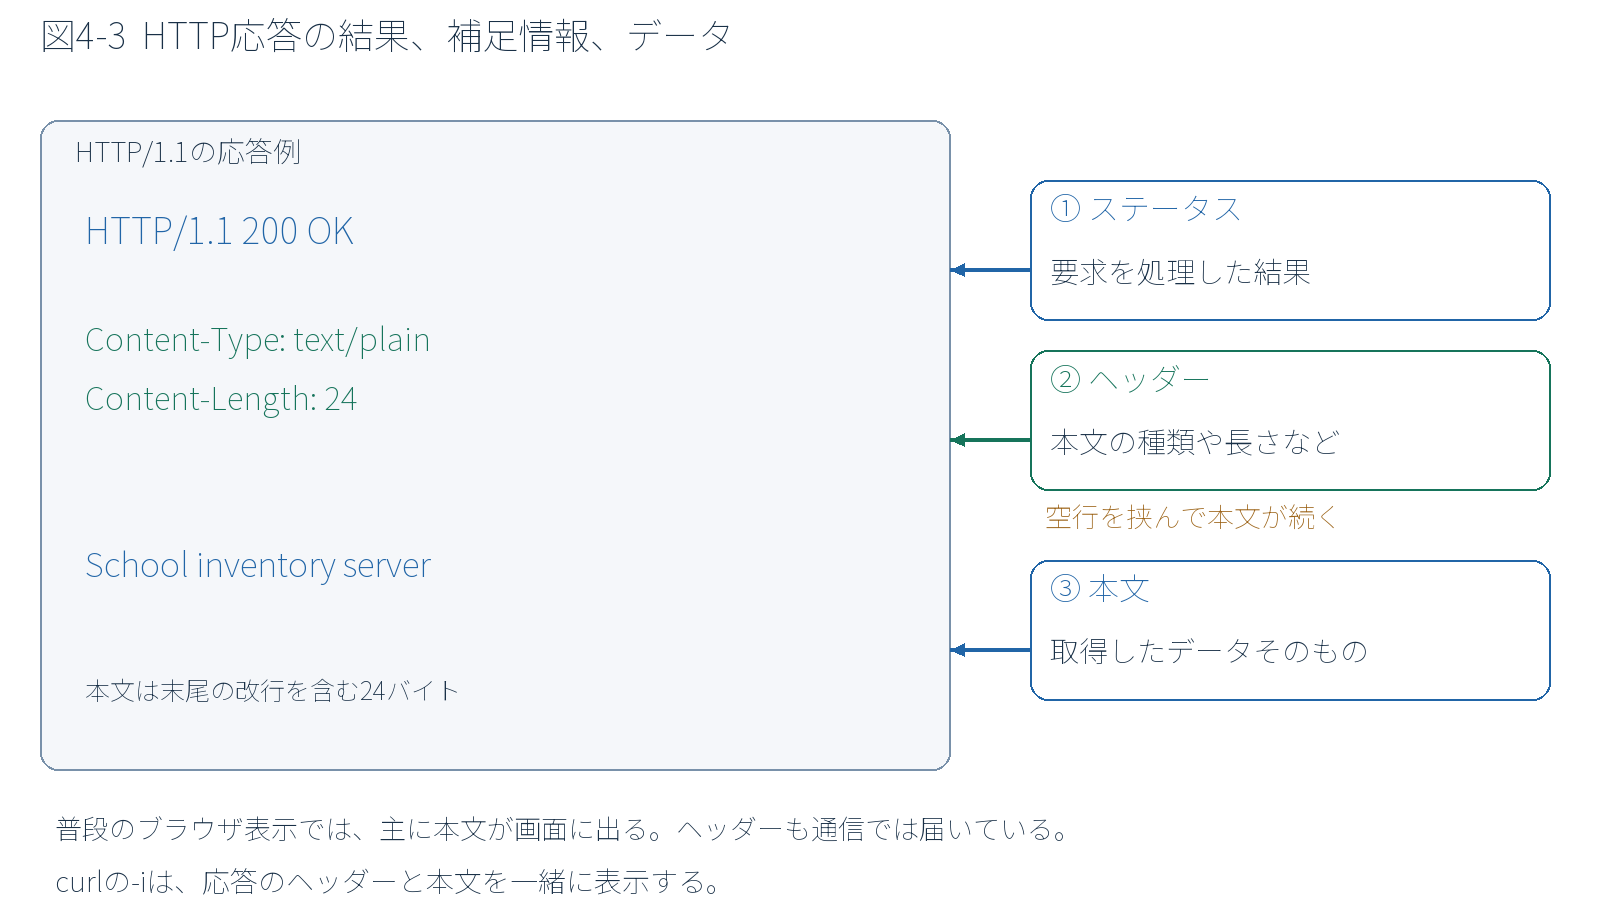 図4-3 HTTP応答の結果、補足情報、データ
HTTP/1.1の応答例
HTTP/1.1 200 OK
Content-Type: text/plain
Content-Length: 24
School inventory server
本文は末尾の改行を含む24バイト
① ステータス
要求を処理した結果
② ヘッダー
本文の種類や長さなど
空行を挟んで本文が続く
③ 本文
取得したデータそのもの
普段のブラウザ表示では、主に本文が画面に出る。ヘッダーも通信では届いている。
curlの-iは、応答のヘッダーと本文を一緒に表示する。